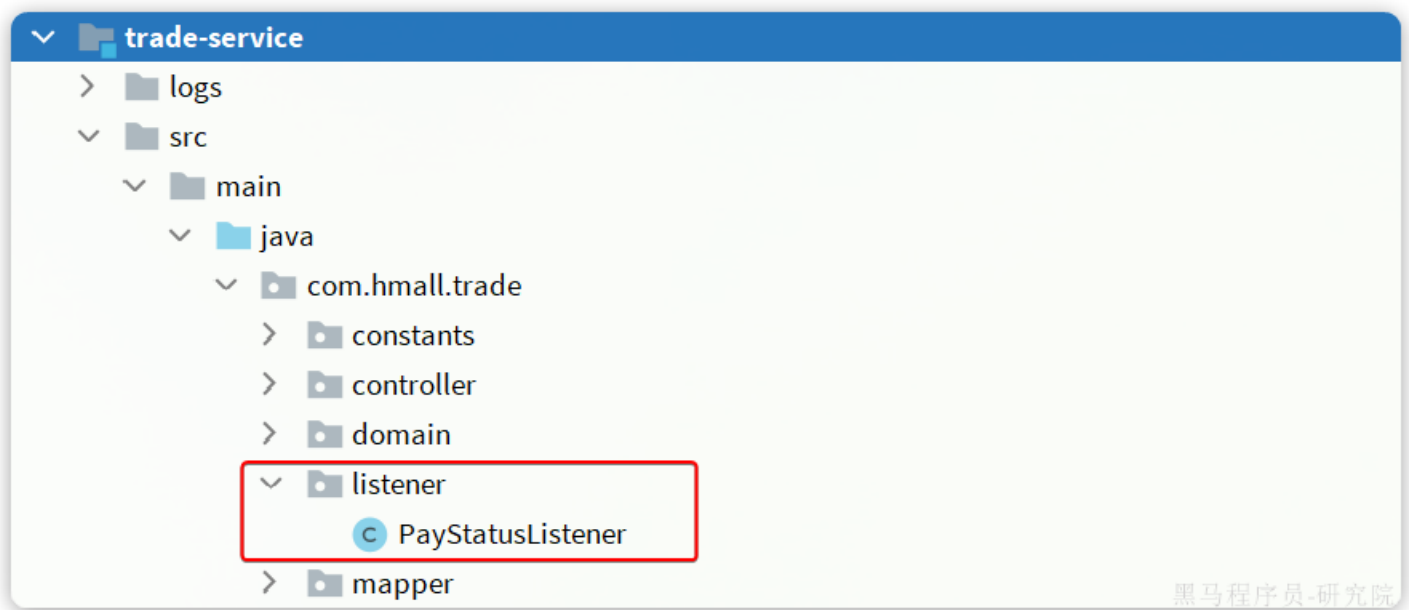 trade-service
logs
src
main
java
com.hmall.trade
constants
controller
domain
listener
C PayStatusListener
mapper
黑马程序员-研究院